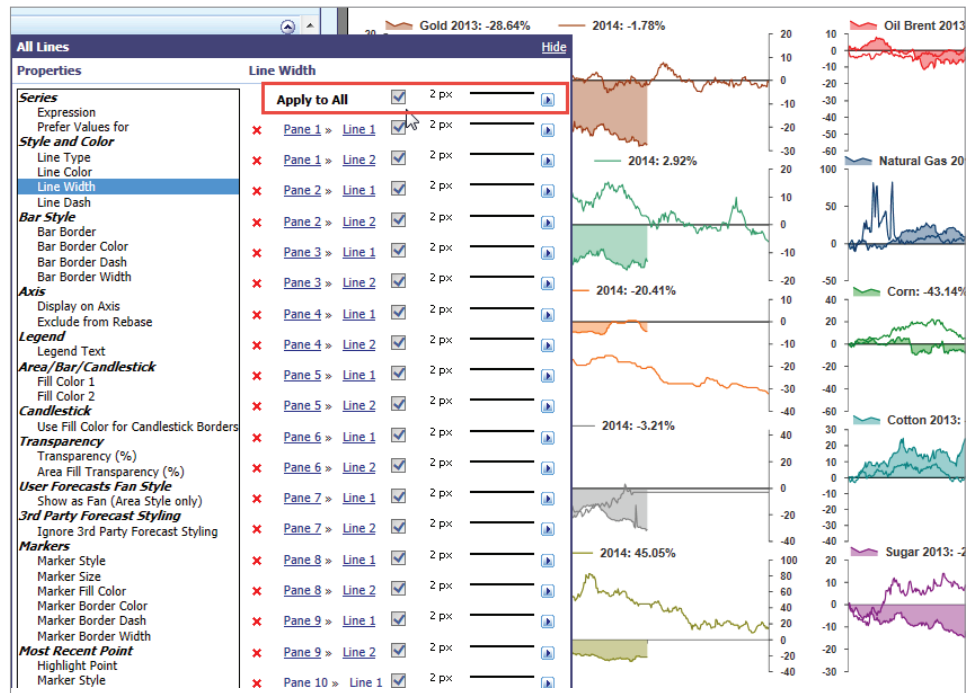 All Lines Hide
Properties
Line Width
Series
Expression
Prefer Values for
Style and Color
Line Type
Line Color
Line Width
Line Dash
Bar Style
Bar Border
Bar Border Color
Bar Border Dash
Bar Border Width
Axis
Display on Axis
Exclude from Rebase
Legend
Legend Text
Area/Bar/Candlestick
Fill Color 1
Fill Color 2
Candlestick
Use Fill Color for Candlestick Borders
Transparency
Transparency (%)
Area Fill Transparency (%)
User Forecasts Fan Style
Show as Fan (Area Style only)
3rd Party Forecast Styling
Ignore 3rd Party Forecast Styling
Markers
Marker Style
Marker Size
Marker Fill Color
Marker Border Color
Marker Border Dash
Marker Border Width
Most Recent Point
Highlight Point
Marker Style
Apply to All 2 px
Pane 1 » Line 1 2 px
Pane 1 » Line 2 2 px
Pane 2 » Line 1 2 px
Pane 2 » Line 2 2 px
Pane 3 » Line 1 2 px
Pane 3 » Line 2 2 px
Pane 4 » Line 1 2 px
Pane 4 » Line 2 2 px
Pane 5 » Line 1 2 px
Pane 5 » Line 2 2 px
Pane 6 » Line 1 2 px
Pane 6 » Line 2 2 px
Pane 7 » Line 1 2 px
Pane 7 » Line 2 2 px
Pane 8 » Line 1 2 px
Pane 8 » Line 2 2 px
Pane 9 » Line 1 2 px
Pane 9 » Line 2 2 px
Pane 10 » Line 1 2 px
Gold 2013: -28.64% 2014: -1.78%
20
10
0
-10
-20
-30
2014: 2.92%
20
10
0
-10
-20
2014: -20.41%
10
0
-10
-20
-30
-40
2014: -3.21%
40
20
0
-20
-40
2014: 45.05%
100
80
60
40
20
0
-20
-40
Oil Brent 2013
10
0
-10
-20
-30
-40
-50
-60
Natural Gas 20
100
50
0
-50
Corn: -43.14%
40
20
0
-20
-40
-60
Cotton 2013:
30
20
10
0
-10
-20
-30
-40
Sugar 2013: -2
20
10
0
-10
-20
-30